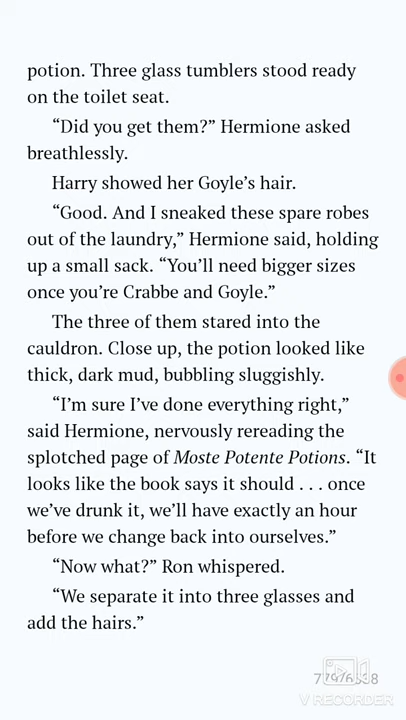 potion. Three glass tumblers stood ready
on the toilet seat.
“Did you get them?” Hermione asked
breathlessly.
Harry showed her Goyle’s hair.
“Good. And I sneaked these spare robes
out of the laundry,” Hermione said, holding
up a small sack. “You’ll need bigger sizes
once you’re Crabbe and Goyle.”
The three of them stared into the
cauldron. Close up, the potion looked like
thick, dark mud, bubbling sluggishly.
“I’m sure I’ve done everything right,”
said Hermione, nervously rereading the
splotched page of Moste Potente Potions. “It
looks like the book says it should . . . once
we’ve drunk it, we’ll have exactly an hour
before we change back into ourselves.”
“Now what?” Ron whispered.
“We separate it into three glasses and
add the hairs.”
V RECORDER